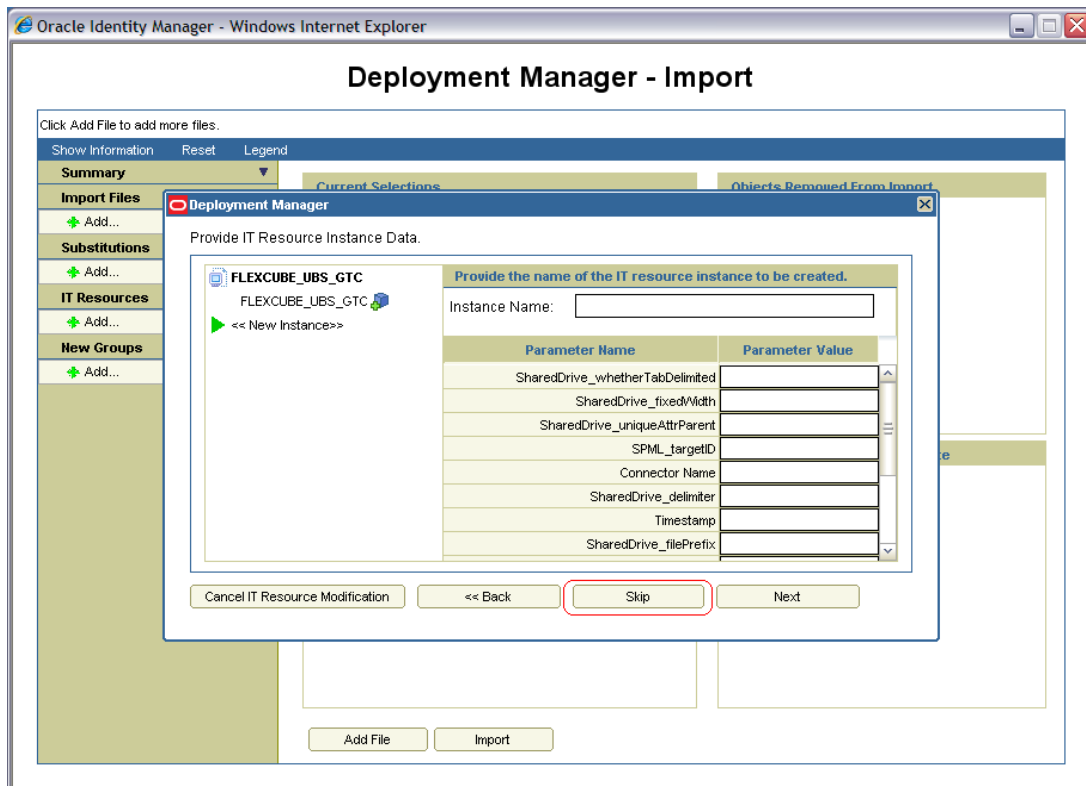 Oracle Identity Manager - Windows Internet Explorer
Deployment Manager - Import
Click Add File to add more files.
Show Information Reset Legend
Summary
Import Files
Add...
Substitutions
Add...
IT Resources
Add...
New Groups
Add...
Current Selections
Objects Removed From Import
Deployment Manager
Provide IT Resource Instance Data.
FLEXCUBE_UBS_GTC
FLEXCUBE_UBS_GTC
<< New Instance>>
Provide the name of the IT resource instance to be created.
Instance Name:
Parameter Name Parameter Value
SharedDrive_whetherTabDelimited
SharedDrive_fixedWidth
SharedDrive_uniqueAttrParent
SPML_targetID
Connector Name
SharedDrive_delimiter
Timestamp
SharedDrive_filePrefix
Cancel IT Resource Modification << Back Skip Next
Add File Import